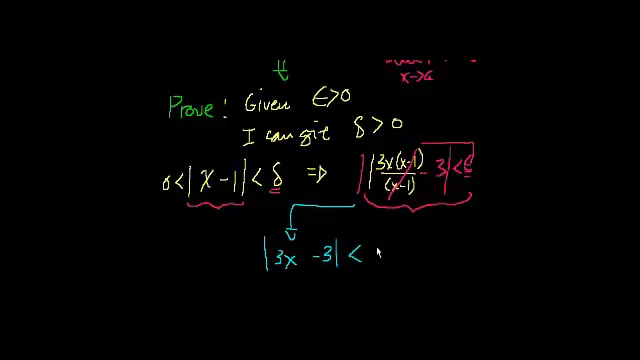 x→a
Prove: Given ϵ>0
I can give δ > 0
0<|x-1|<δ ⇒ |3x(x-1)/(x-1) - 3|<ϵ
|3x -3| <